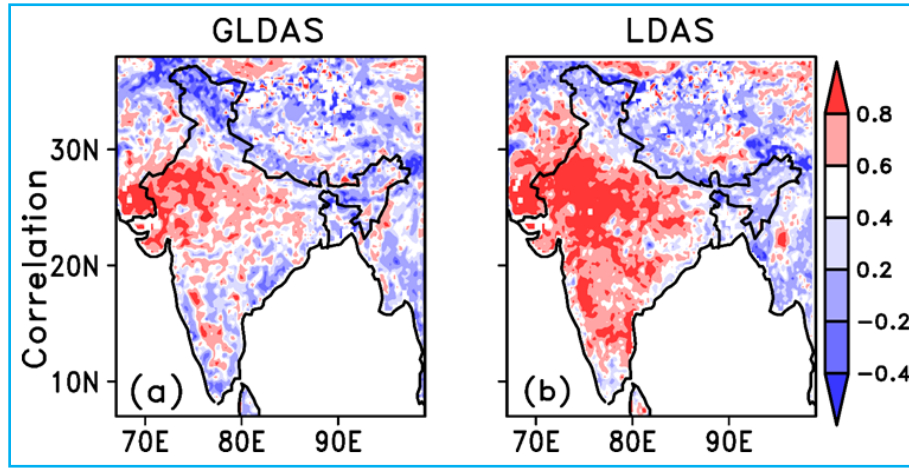 GLDAS
LDAS
Correlation
30N
20N
10N
(a)
(b)
70E
80E
90E
70E
80E
90E
0.8
0.6
0.4
0.2
−0.2
−0.4